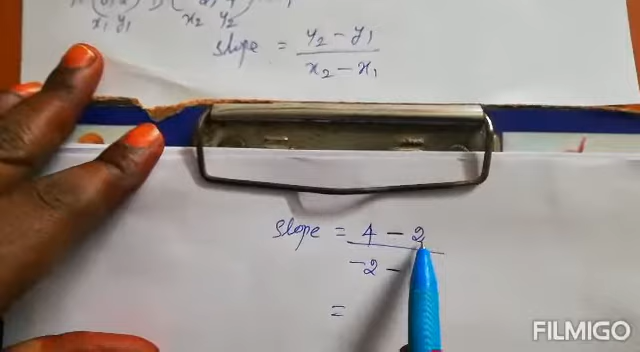 x₁ y₁ x₂ y₂
slope = y₂ - y₁
x₂ - x₁
slope = 4 - 2
-2 -
=
FILMIGO